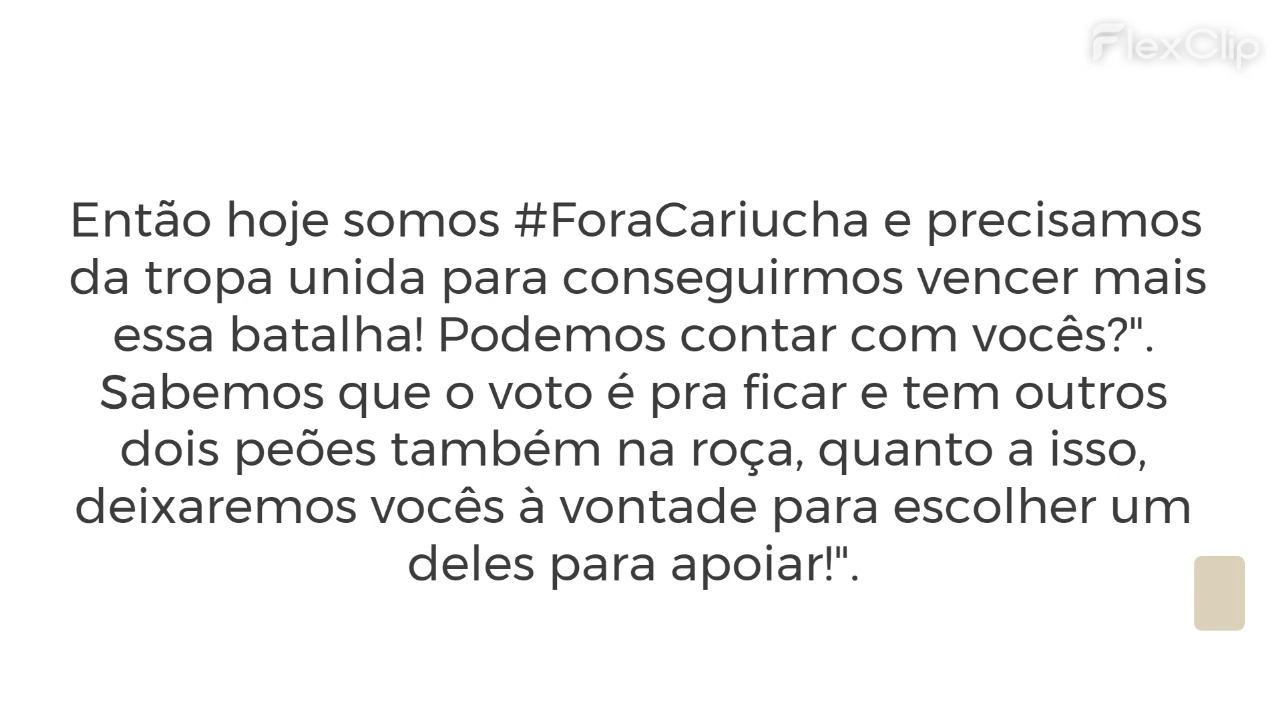 FlexClip
Então hoje somos #ForaCariucha e precisamos
da tropa unida para conseguirmos vencer mais
essa batalha! Podemos contar com vocês?".
Sabemos que o voto é pra ficar e tem outros
dois peões também na roça, quanto a isso,
deixaremos vocês à vontade para escolher um
deles para apoiar!".